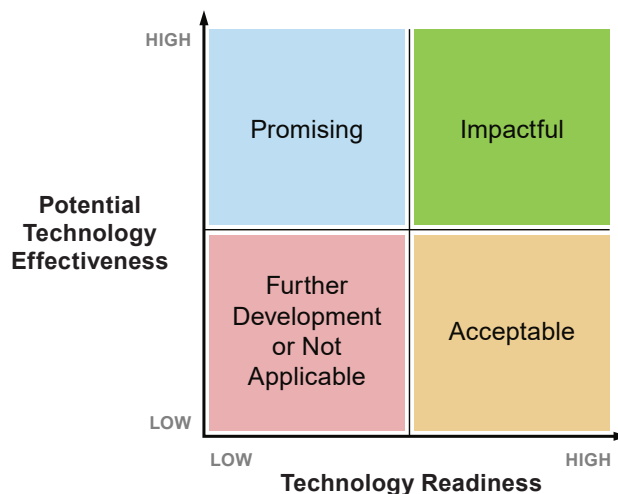 HIGH
Promising
Impactful
Potential
Technology
Effectiveness
Further
Development
or Not
Applicable
Acceptable
LOW
LOW
HIGH
Technology Readiness